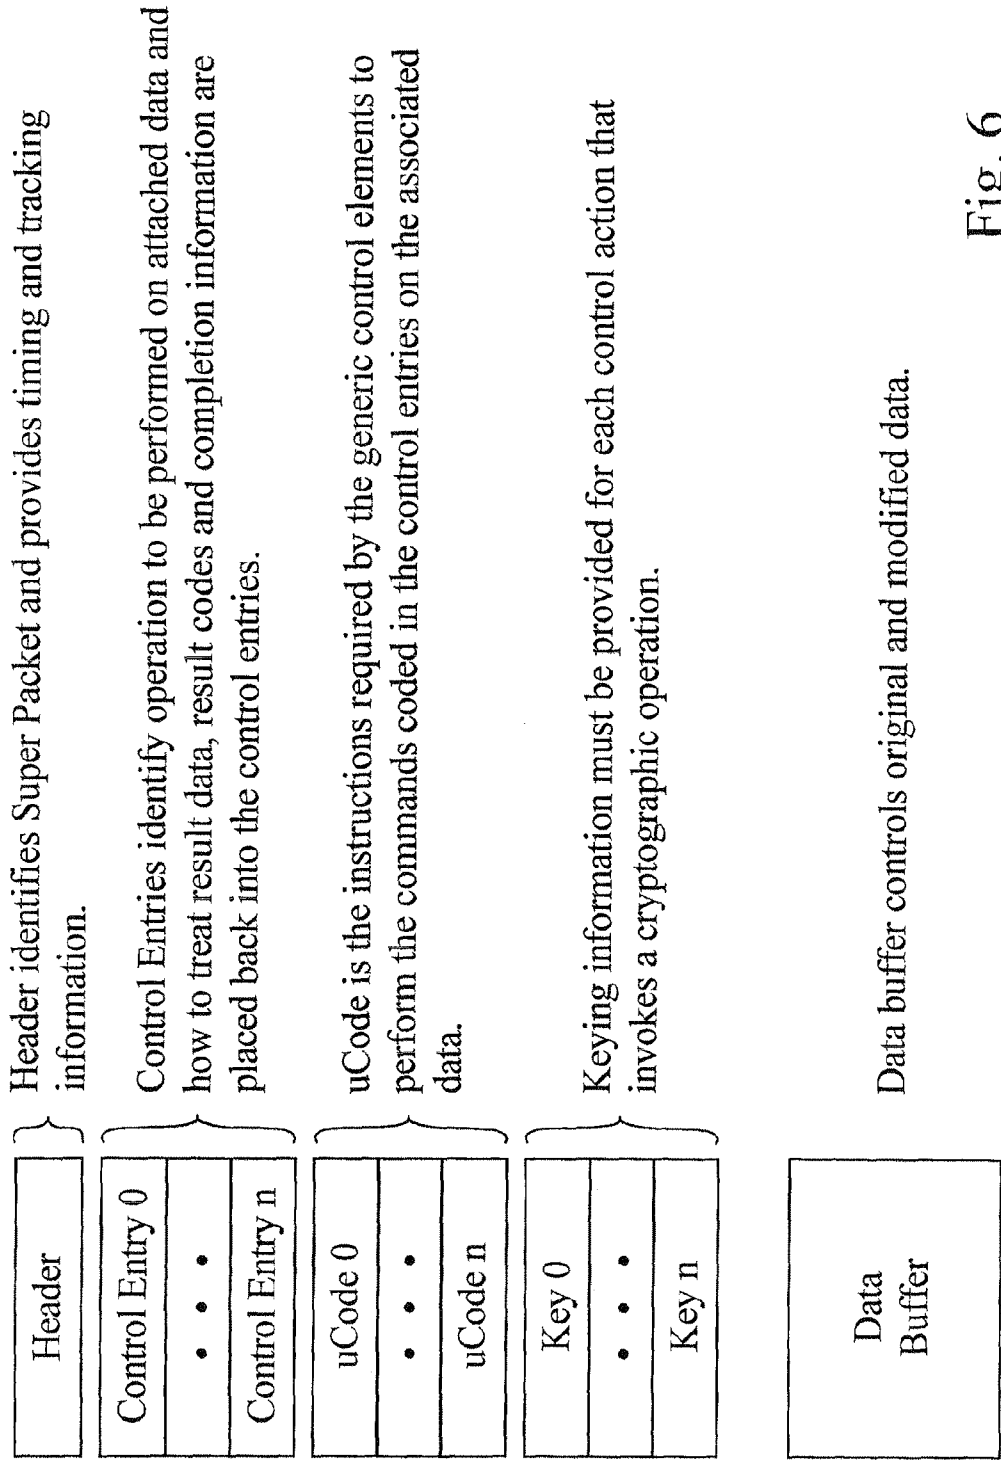 Header
Header identifies Super Packet and provides timing and tracking
information.
Control Entry 0
• • •
Control Entry n
Control Entries identify operation to be performed on attached data and
how to treat result data, result codes and completion information are
placed back into the control entries.
uCode 0
• • •
uCode n
uCode is the instructions required by the generic control elements to
perform the commands coded in the control entries on the associated
data.
Key 0
• • •
Key n
Keying information must be provided for each control action that
invokes a cryptographic operation.
Data
Buffer
Data buffer controls original and modified data.
Fig. 6